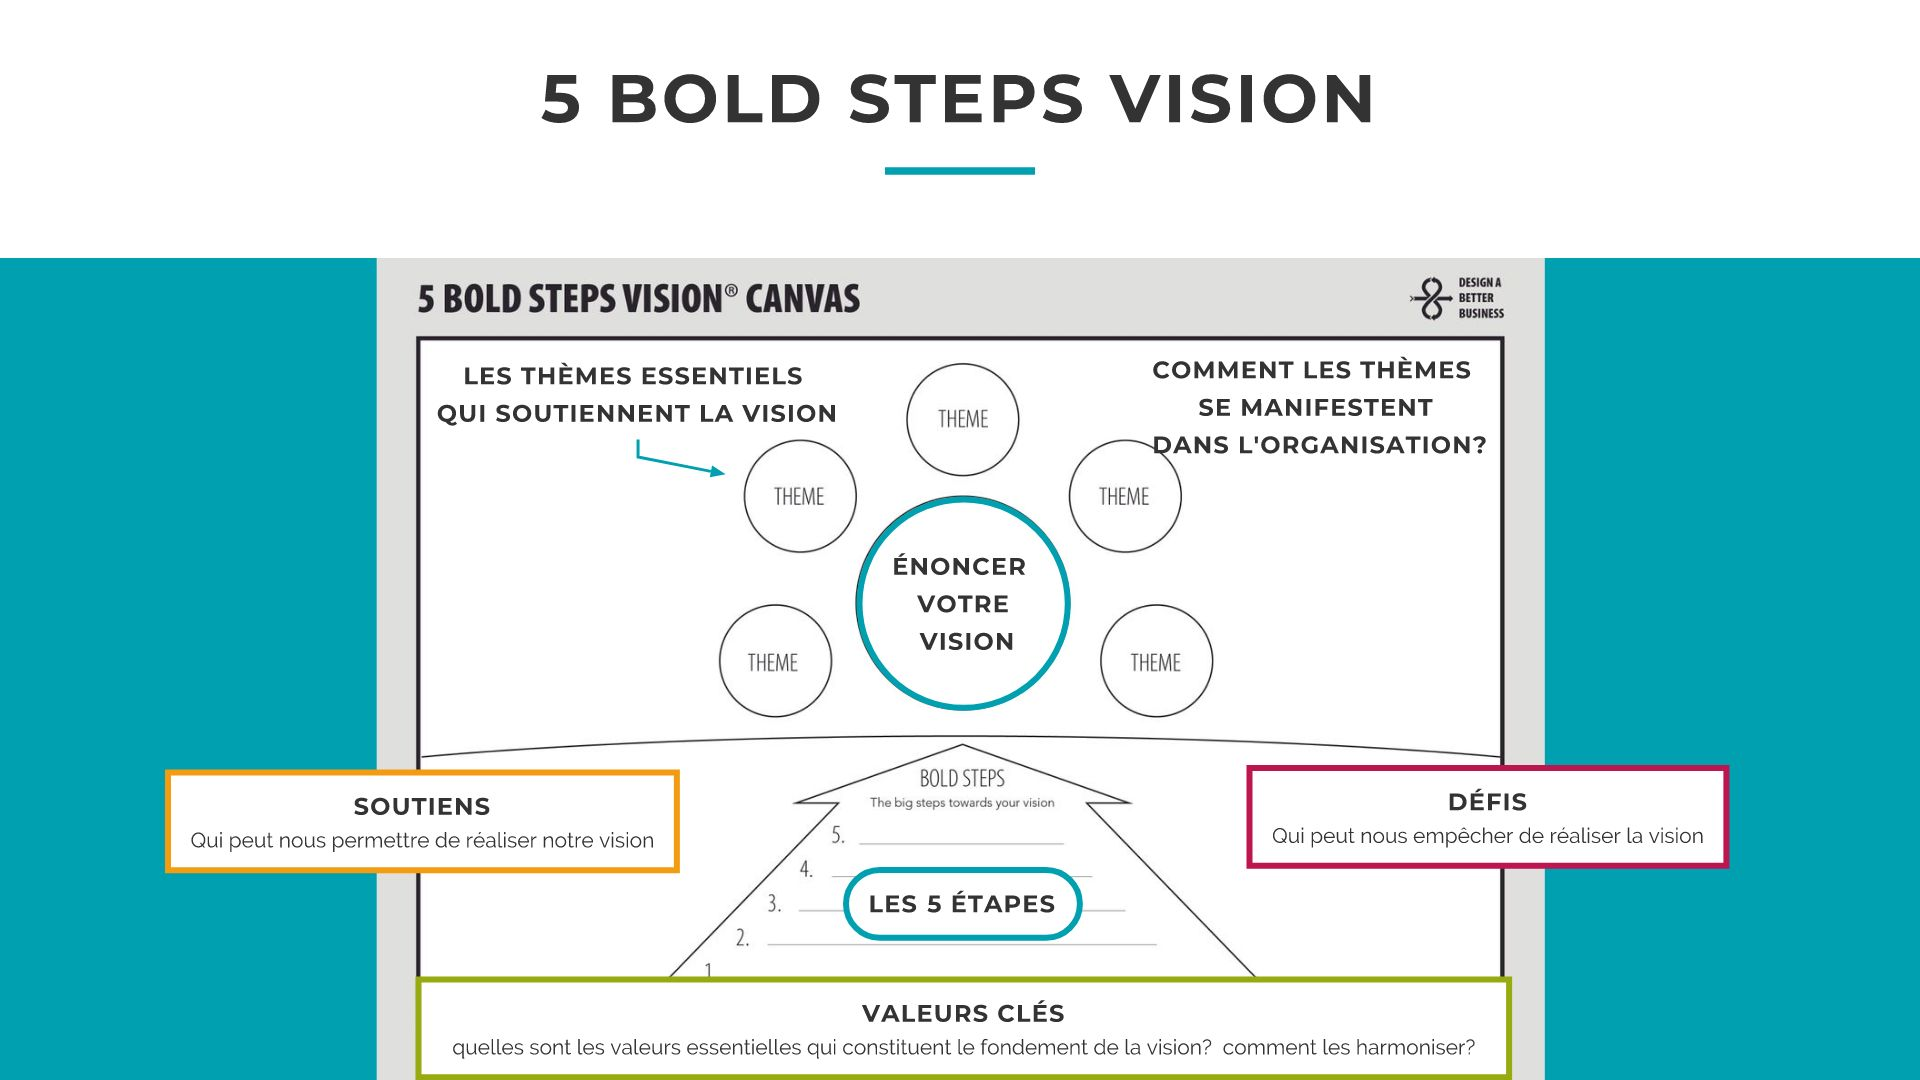 5 BOLD STEPS VISION
5 BOLD STEPS VISION® CANVAS
DESIGN A
BETTER
BUSINESS
LES THÈMES ESSENTIELS
QUI SOUTIENNENT LA VISION
COMMENT LES THÈMES
SE MANIFESTENT
DANS L'ORGANISATION?
THEME
THEME
THEME
ÉNONCER
VOTRE
VISION
THEME
THEME
SOUTIENS
Qui peut nous permettre de réaliser notre vision
BOLD STEPS
The big steps towards your vision
5.
4.
3.
LES 5 ÉTAPES
2.
1
DÉFIS
Qui peut nous empêcher de réaliser la vision
VALEURS CLÉS
quelles sont les valeurs essentielles qui constituent le fondement de la vision? comment les harmoniser?